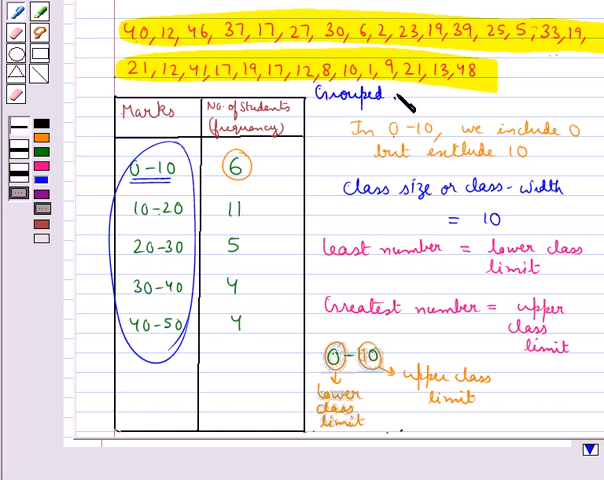 40, 12, 46, 37, 17, 27, 30, 6, 2, 23, 19, 39, 25, 5, 33, 19,
21, 12, 41, 17, 19, 17, 12, 8, 10, 1, 9, 21, 13, 48
Marks No. of Students (frequency)
0-10 6
10-20 11
20-30 5
30-40 4
40-50 4
Grouped
In 0-10, we include 0
but exclude 10
Class size or class-width
= 10
Least number = lower class
limit
Greatest number = upper
class
limit
0-10
upper class
limit
lower
class
limit